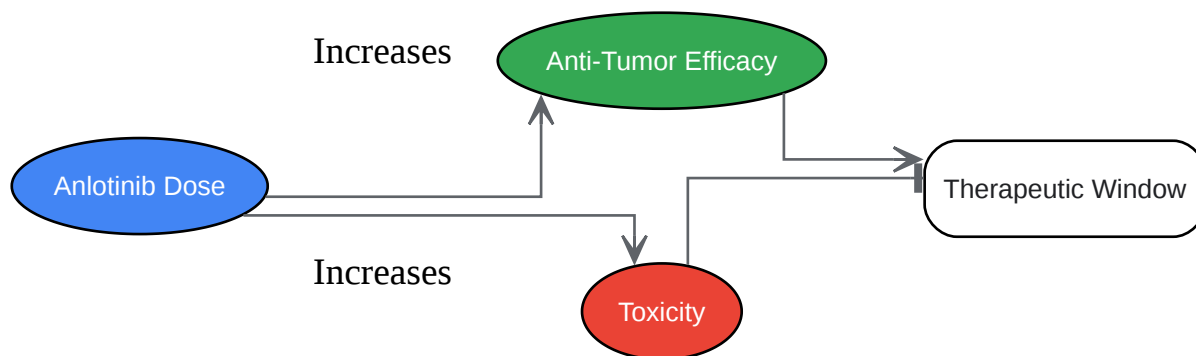 Increases
Anti-Tumor Efficacy
Anlotinib Dose
Therapeutic Window
Increases
Toxicity